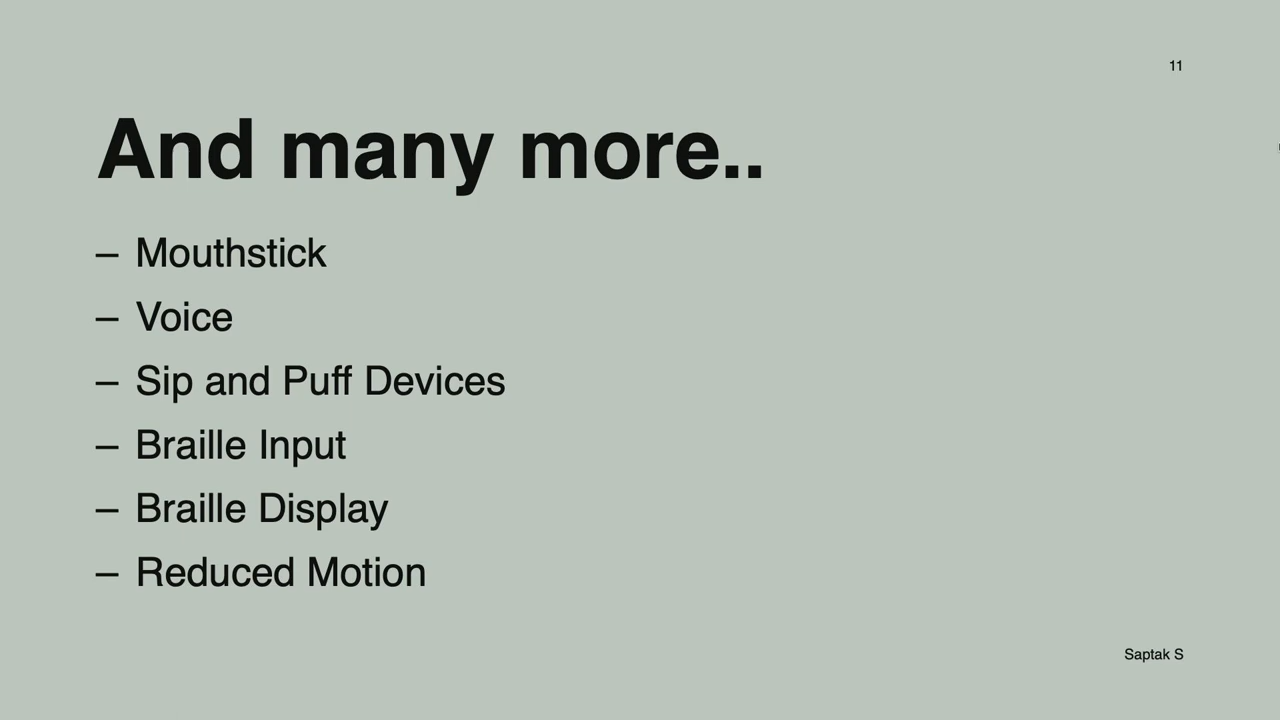 11
And many more..
– Mouthstick
– Voice
– Sip and Puff Devices
– Braille Input
– Braille Display
– Reduced Motion
Saptak S